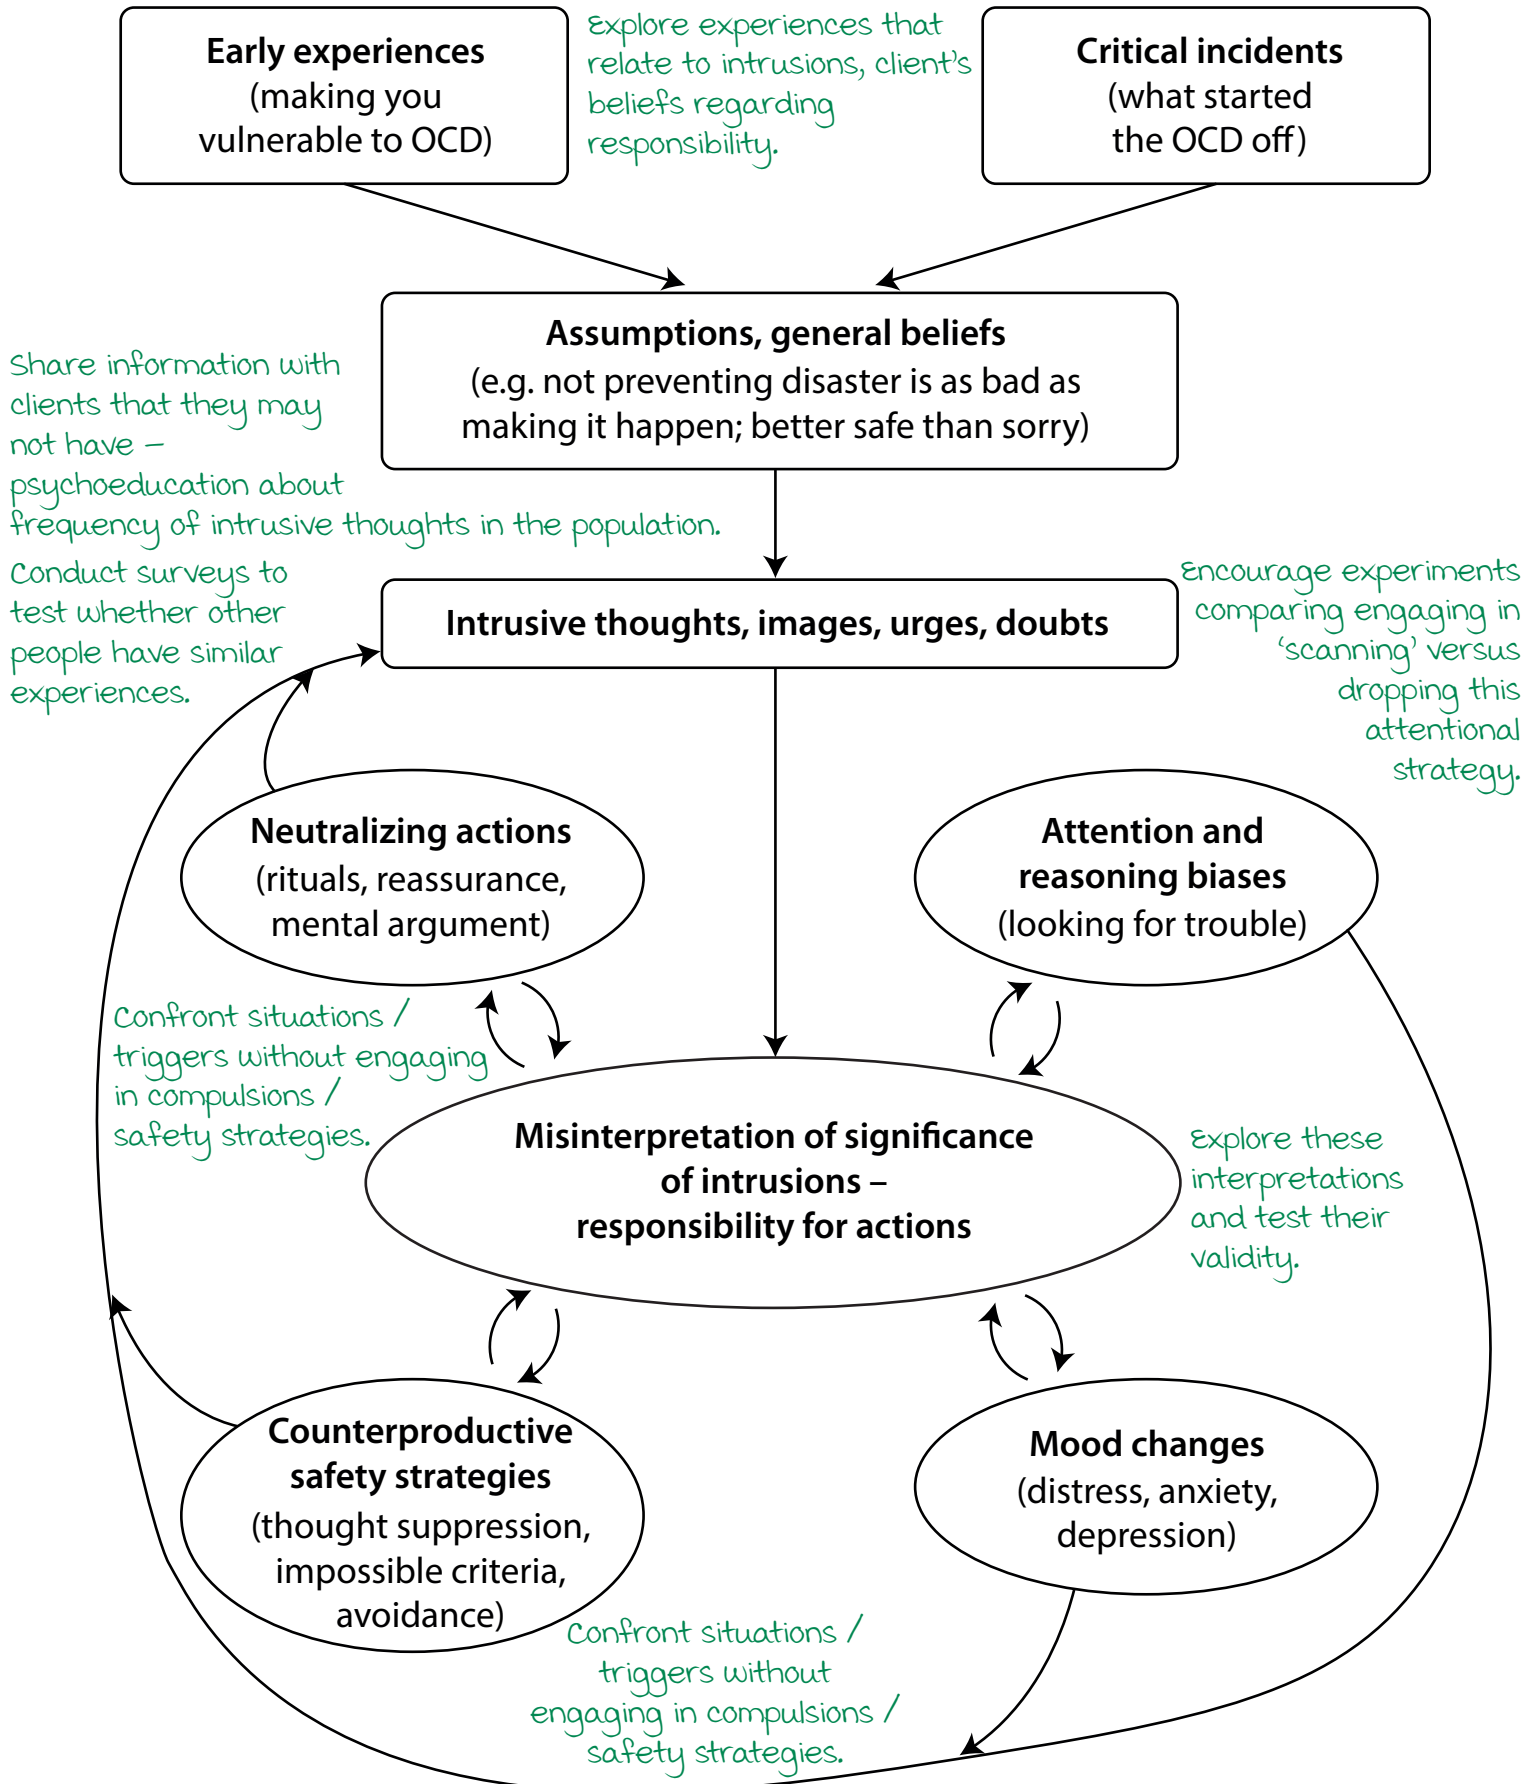 Early experiences
(making you
vulnerable to OCD)
Explore experiences that
relate to intrusions, client's
beliefs regarding
responsibility.
Critical incidents
(what started
the OCD off)
Assumptions, general beliefs
(e.g. not preventing disaster is as bad as
making it happen; better safe than sorry)
Share information with
clients that they may
not have –
psychoeducation about
frequency of intrusive thoughts in the population.
Conduct surveys to
test whether other
people have similar
experiences.
Intrusive thoughts, images, urges, doubts
Encourage experiments
comparing engaging in
‘scanning’ versus
dropping this
attentional
strategy.
Neutralizing actions
(rituals, reassurance,
mental argument)
Attention and
reasoning biases
(looking for trouble)
Confront situations /
triggers without engaging
in compulsions /
safety strategies.
Misinterpretation of significance
of intrusions –
responsibility for actions
Explore these
interpretations
and test their
validity.
Counterproductive
safety strategies
(thought suppression,
impossible criteria,
avoidance)
Mood changes
(distress, anxiety,
depression)
Confront situations /
triggers without
engaging in compulsions /
safety strategies.